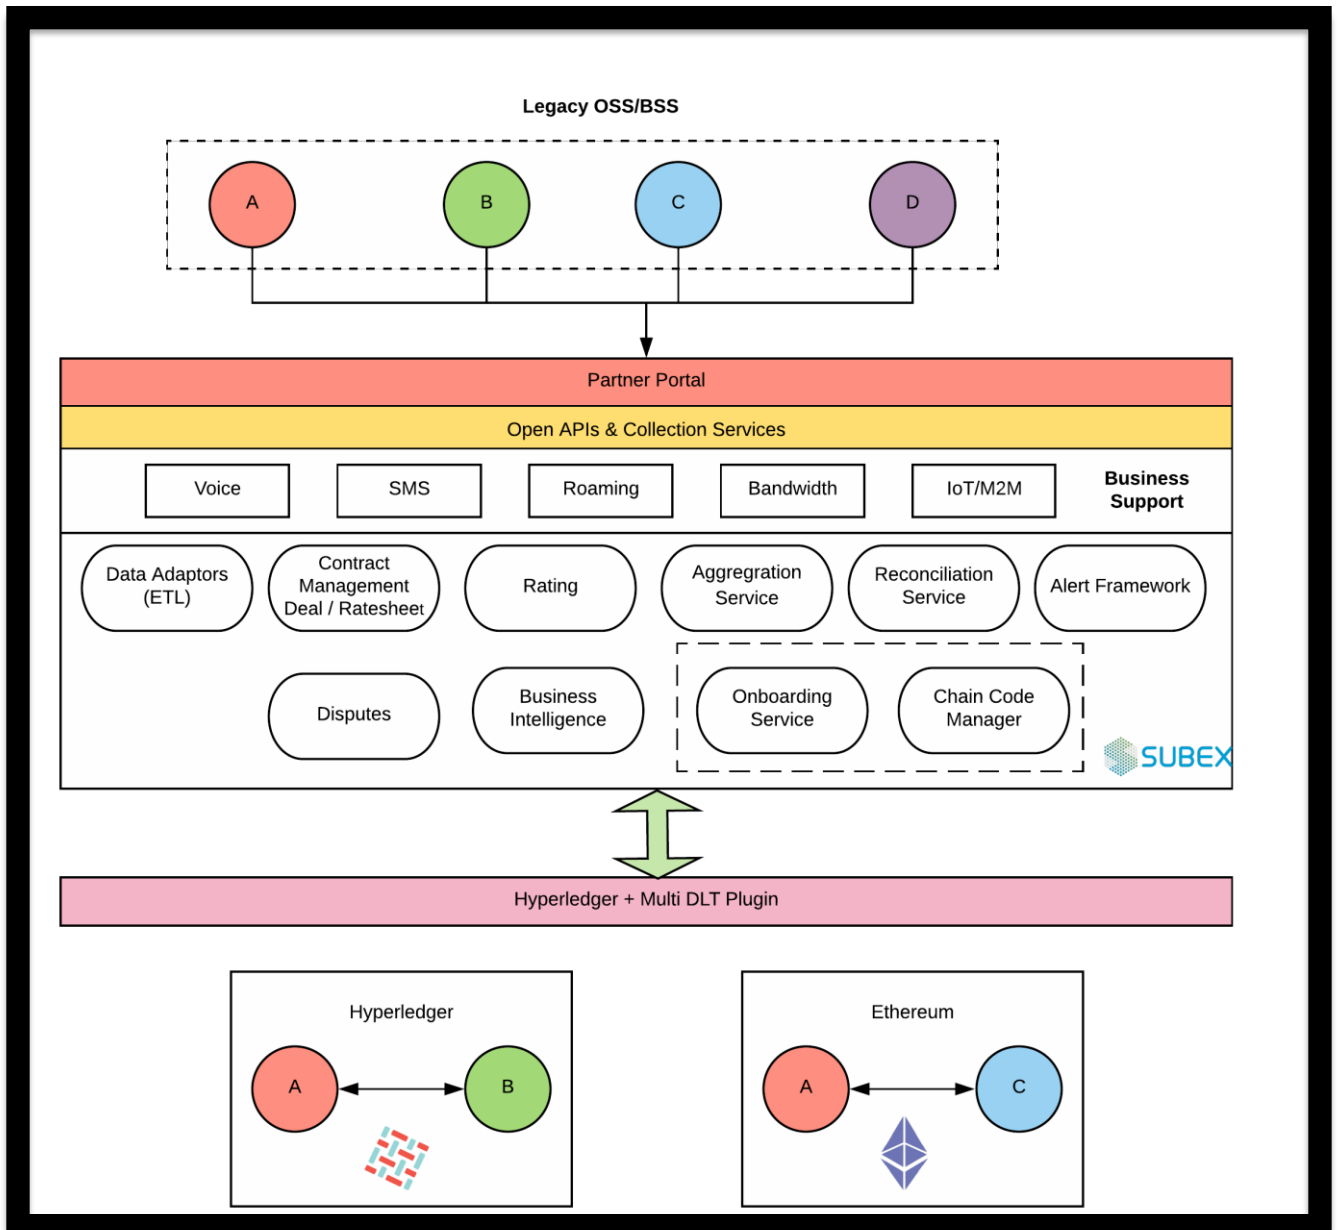 Legacy OSS/BSS
A
B
C
D
Partner Portal
Open APIs & Collection Services
Voice
SMS
Roaming
Bandwidth
IoT/M2M
Business
Support
Data Adaptors
(ETL)
Contract
Management
Deal / Ratesheet
Rating
Aggregration
Service
Reconciliation
Service
Alert Framework
Disputes
Business
Intelligence
Onboarding
Service
Chain Code
Manager
SUBEX
Hyperledger + Multi DLT Plugin
Hyperledger
A
B
Ethereum
A
C